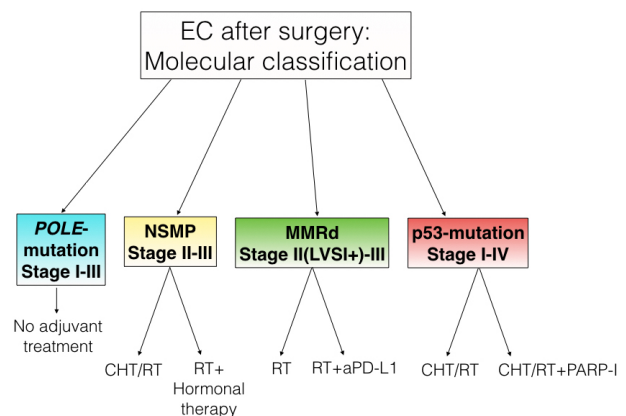 EC after surgery:
Molecular classification
POLE-
mutation
Stage I-III
NSMP
Stage II-III
MMRd
Stage II(LVSI+)-III
p53-mutation
Stage I-IV
No adjuvant
treatment
CHT/RT
RT+
Hormonal
therapy
RT
RT+aPD-L1
CHT/RT
CHT/RT+PARP-I